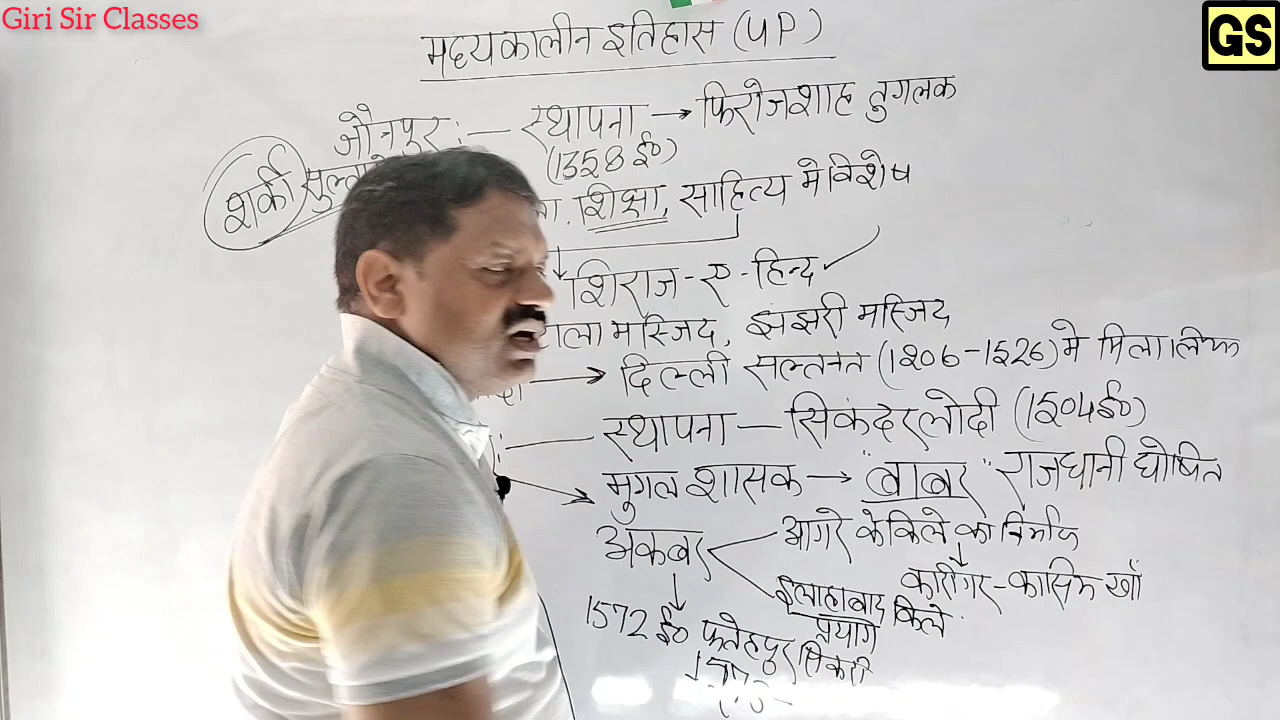 Giri Sir Classes
GS
मध्यकालीन इतिहास (UP)
जौनपुर :- स्थापना → फिरोजशाह तुगलक
(1358 ई०)
शर्की
शिक्षा, साहित्य मे विशेष
शिराज-ए-हिन्द ✓
मस्जिद, झंझरी मस्जिद
→ दिल्ली सल्तनत (1206-1526) मे मिला लिया
: स्थापना — सिकंदर लोदी (1504 ई०)
मुगल शासक → "बाबर" राजधानी घोषित
अकबर आगरे के किले का निर्माण
कारीगर - कासिम खाँ
इलाहाबाद किले
प्रयाग
1572 ई० फतेहपुर सिकरी